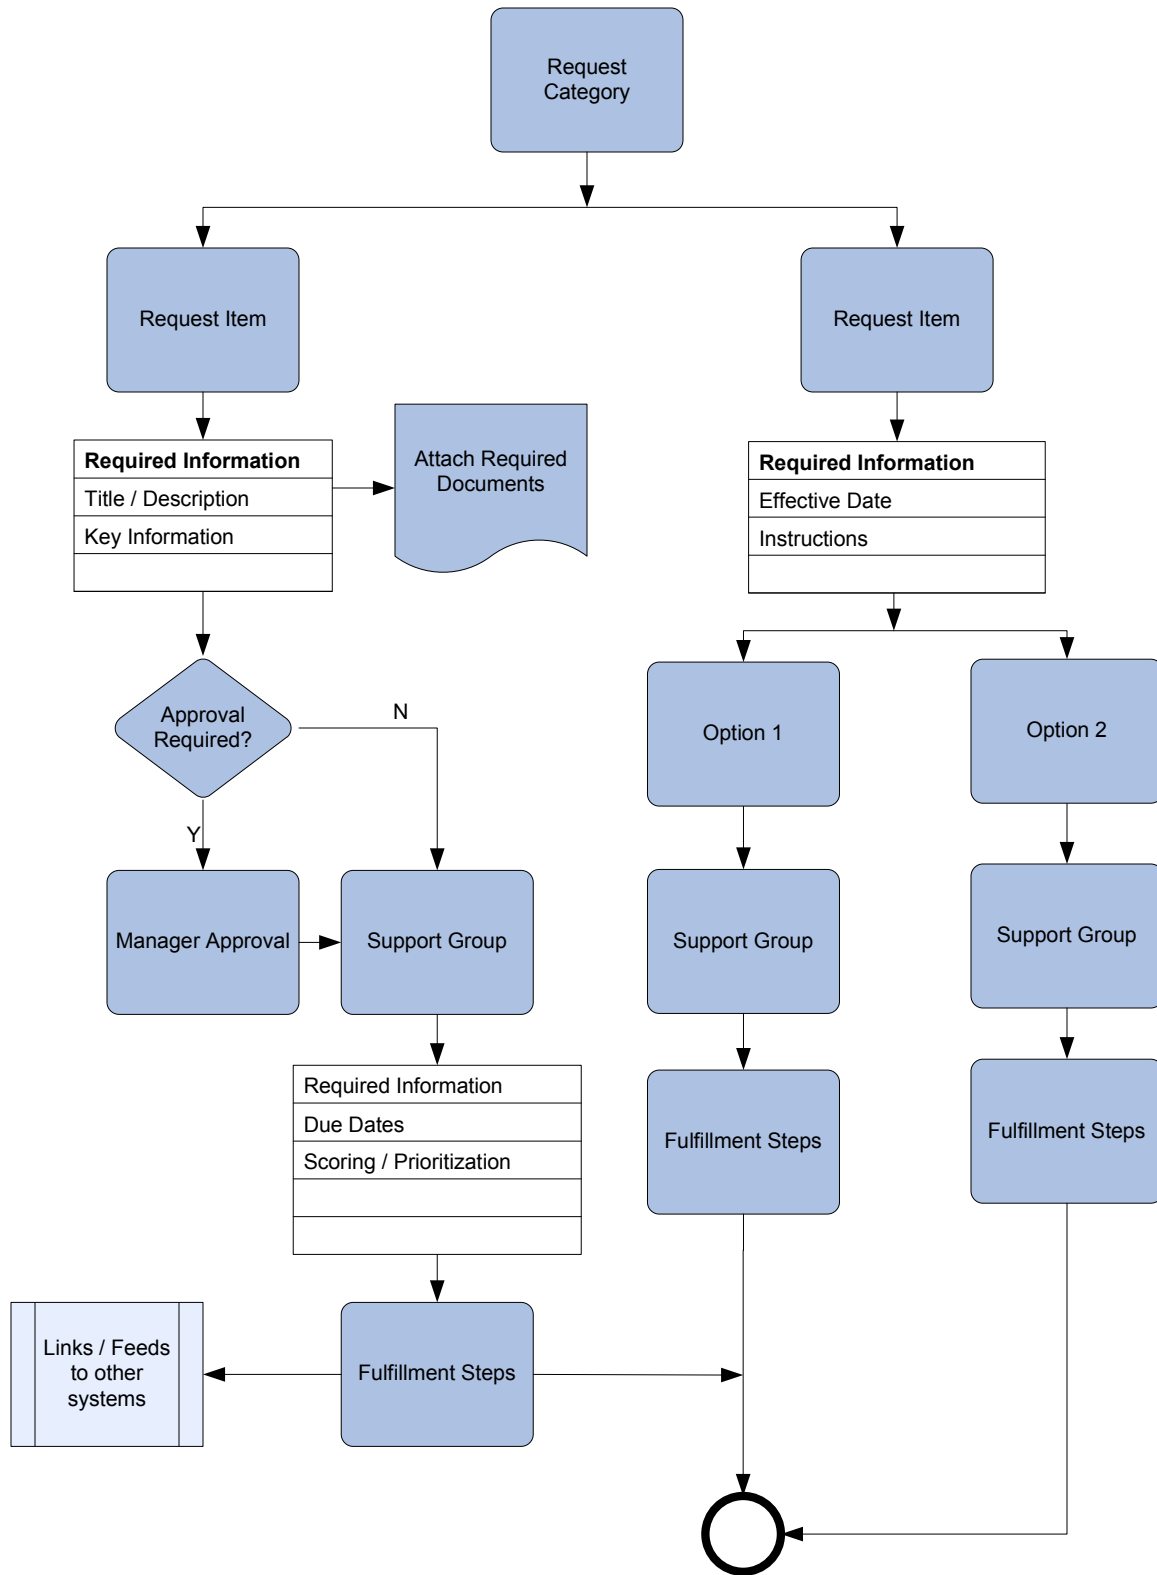 Request
Category
Request Item
Request Item
Required Information
Title / Description
Key Information
Attach Required
Documents
Required Information
Effective Date
Instructions
Approval
Required?
N
Y
Option 1
Option 2
Manager Approval
Support Group
Support Group
Support Group
Required Information
Due Dates
Scoring / Prioritization
Fulfillment Steps
Fulfillment Steps
Links / Feeds
to other
systems
Fulfillment Steps